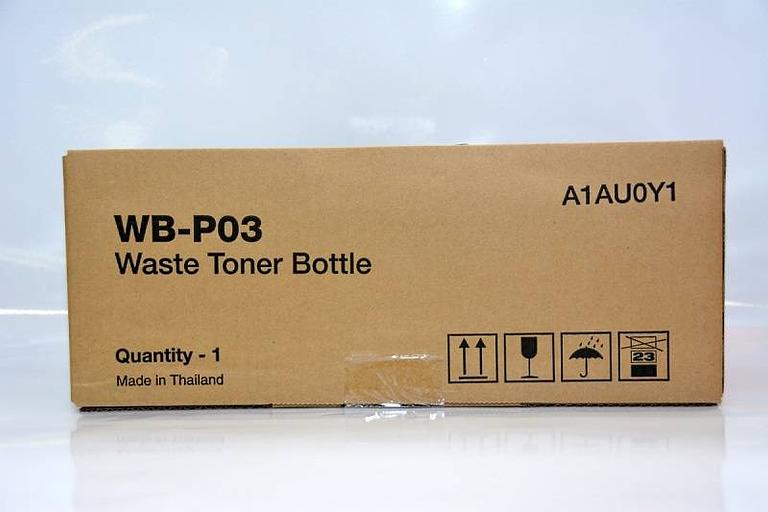 A1AU0Y1
WB-P03
Waste Toner Bottle
Quantity - 1
Made in Thailand
23